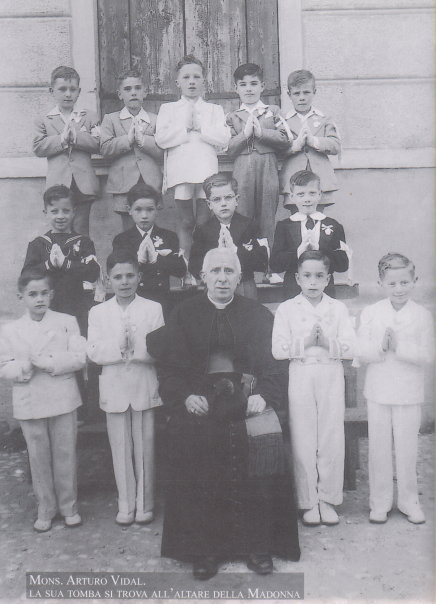 MONS. ARTURO VIDAL.
LA SUA TOMBA SI TROVA ALL'ALTARE DELLA MADONNA